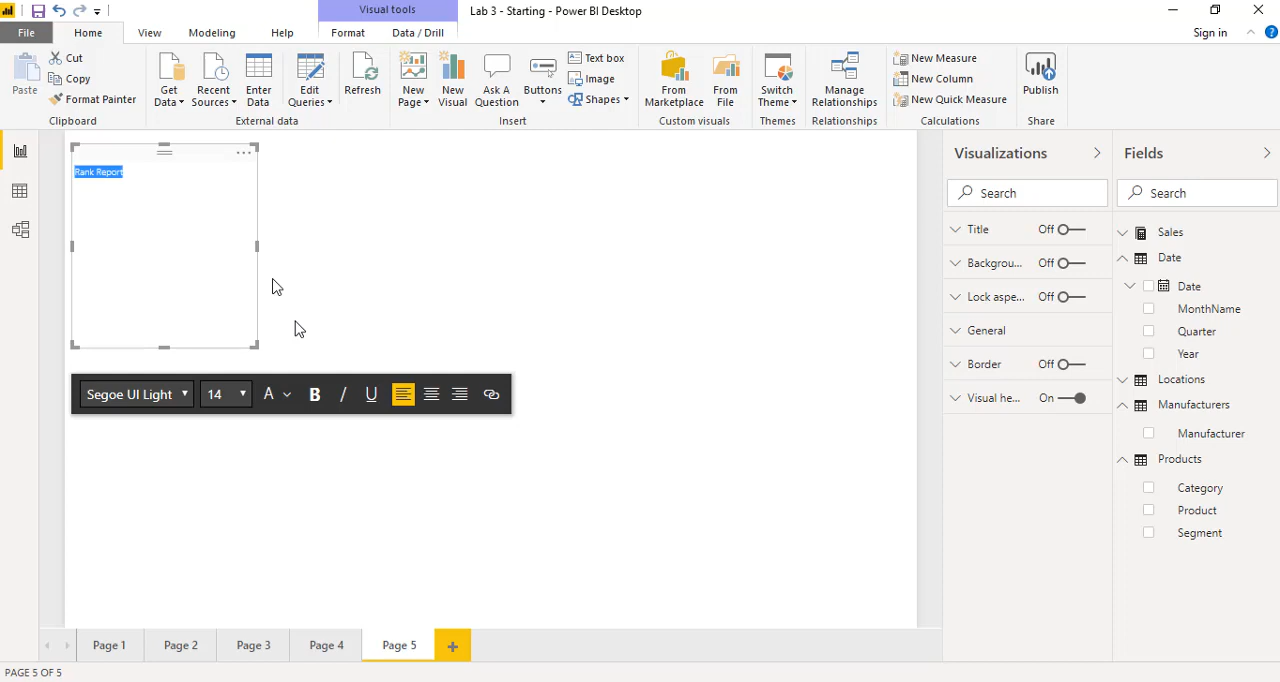 Visual tools
Lab 3 - Starting - Power BI Desktop
File Home View Modeling Help Format Data / Drill Sign in
Paste
Cut
Copy
Format Painter
Clipboard
Get Data
Recent Sources
Enter Data
Edit Queries
Refresh
External data
New Page
New Visual
Ask A Question
Buttons
Text box
Image
Shapes
Insert
From Marketplace
From File
Custom visuals
Switch Theme
Themes
Manage Relationships
Relationships
New Measure
New Column
New Quick Measure
Calculations
Publish
Share
Rank Report
Segoe UI Light 14 A B I U
Visualizations
Search
Title Off
Backgrou... Off
Lock aspe... Off
General
Border Off
Visual he... On
Fields
Search
Sales
Date
Date
MonthName
Quarter
Year
Locations
Manufacturers
Manufacturer
Products
Category
Product
Segment
Page 1 Page 2 Page 3 Page 4 Page 5
PAGE 5 OF 5